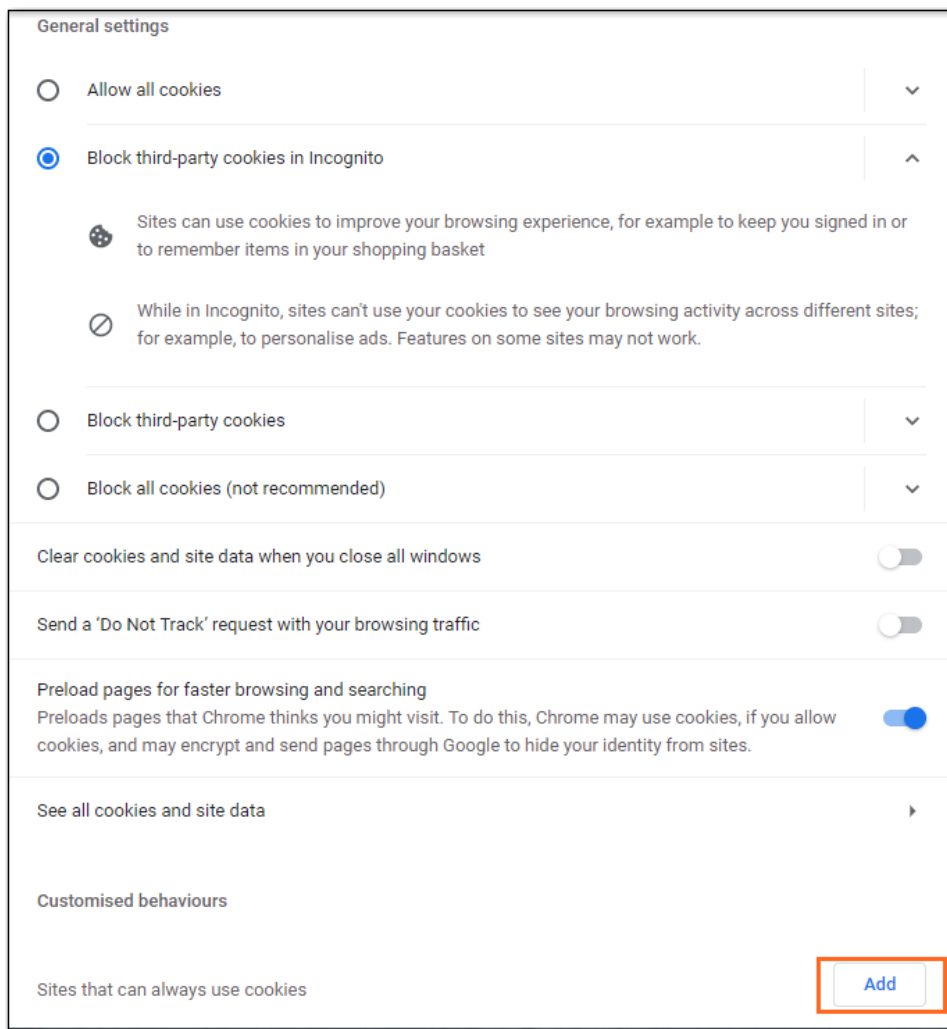 General settings
Allow all cookies
Block third-party cookies in Incognito
Sites can use cookies to improve your browsing experience, for example to keep you signed in or
to remember items in your shopping basket
While in Incognito, sites can't use your cookies to see your browsing activity across different sites;
for example, to personalise ads. Features on some sites may not work.
Block third-party cookies
Block all cookies (not recommended)
Clear cookies and site data when you close all windows
Send a ‘Do Not Track’ request with your browsing traffic
Preload pages for faster browsing and searching
Preloads pages that Chrome thinks you might visit. To do this, Chrome may use cookies, if you allow
cookies, and may encrypt and send pages through Google to hide your identity from sites.
See all cookies and site data
Customised behaviours
Sites that can always use cookies
Add